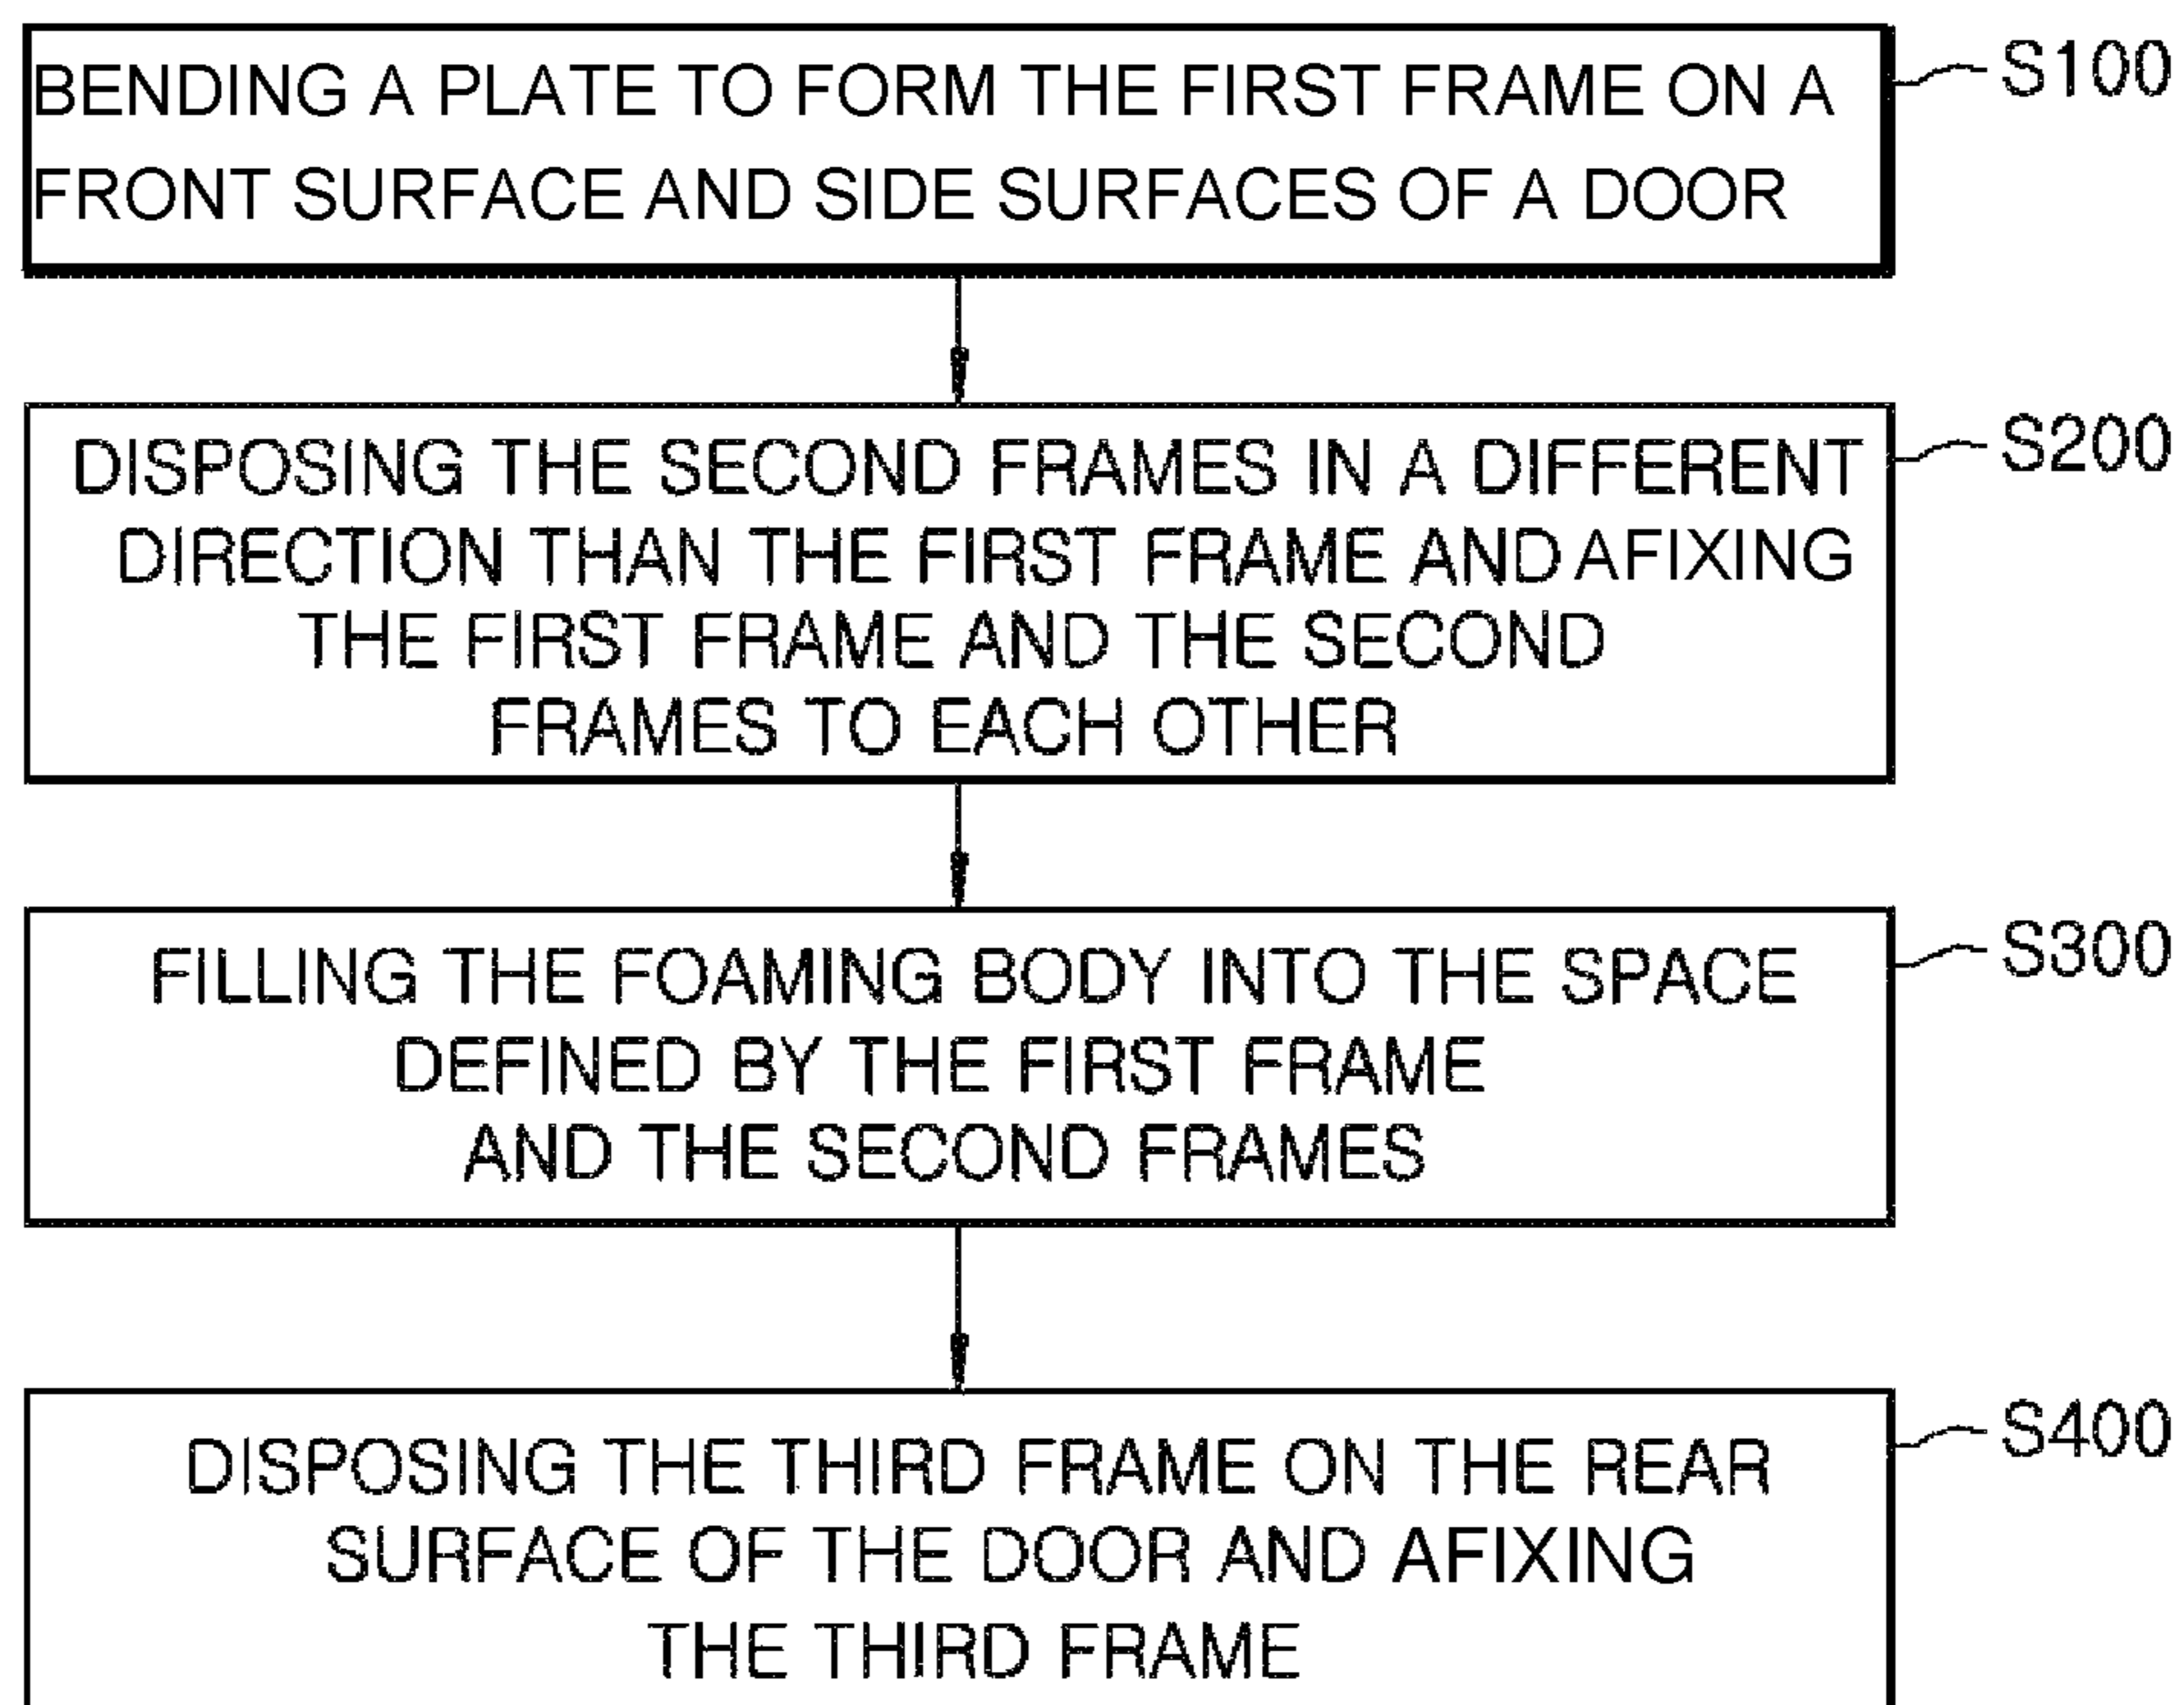 BENDING A PLATE TO FORM THE FIRST FRAME ON A
FRONT SURFACE AND SIDE SURFACES OF A DOOR
S100
DISPOSING THE SECOND FRAMES IN A DIFFERENT
DIRECTION THAN THE FIRST FRAME AND AFIXING
THE FIRST FRAME AND THE SECOND
FRAMES TO EACH OTHER
S200
FILLING THE FOAMING BODY INTO THE SPACE
DEFINED BY THE FIRST FRAME
AND THE SECOND FRAMES
S300
DISPOSING THE THIRD FRAME ON THE REAR
SURFACE OF THE DOOR AND AFIXING
THE THIRD FRAME
S400